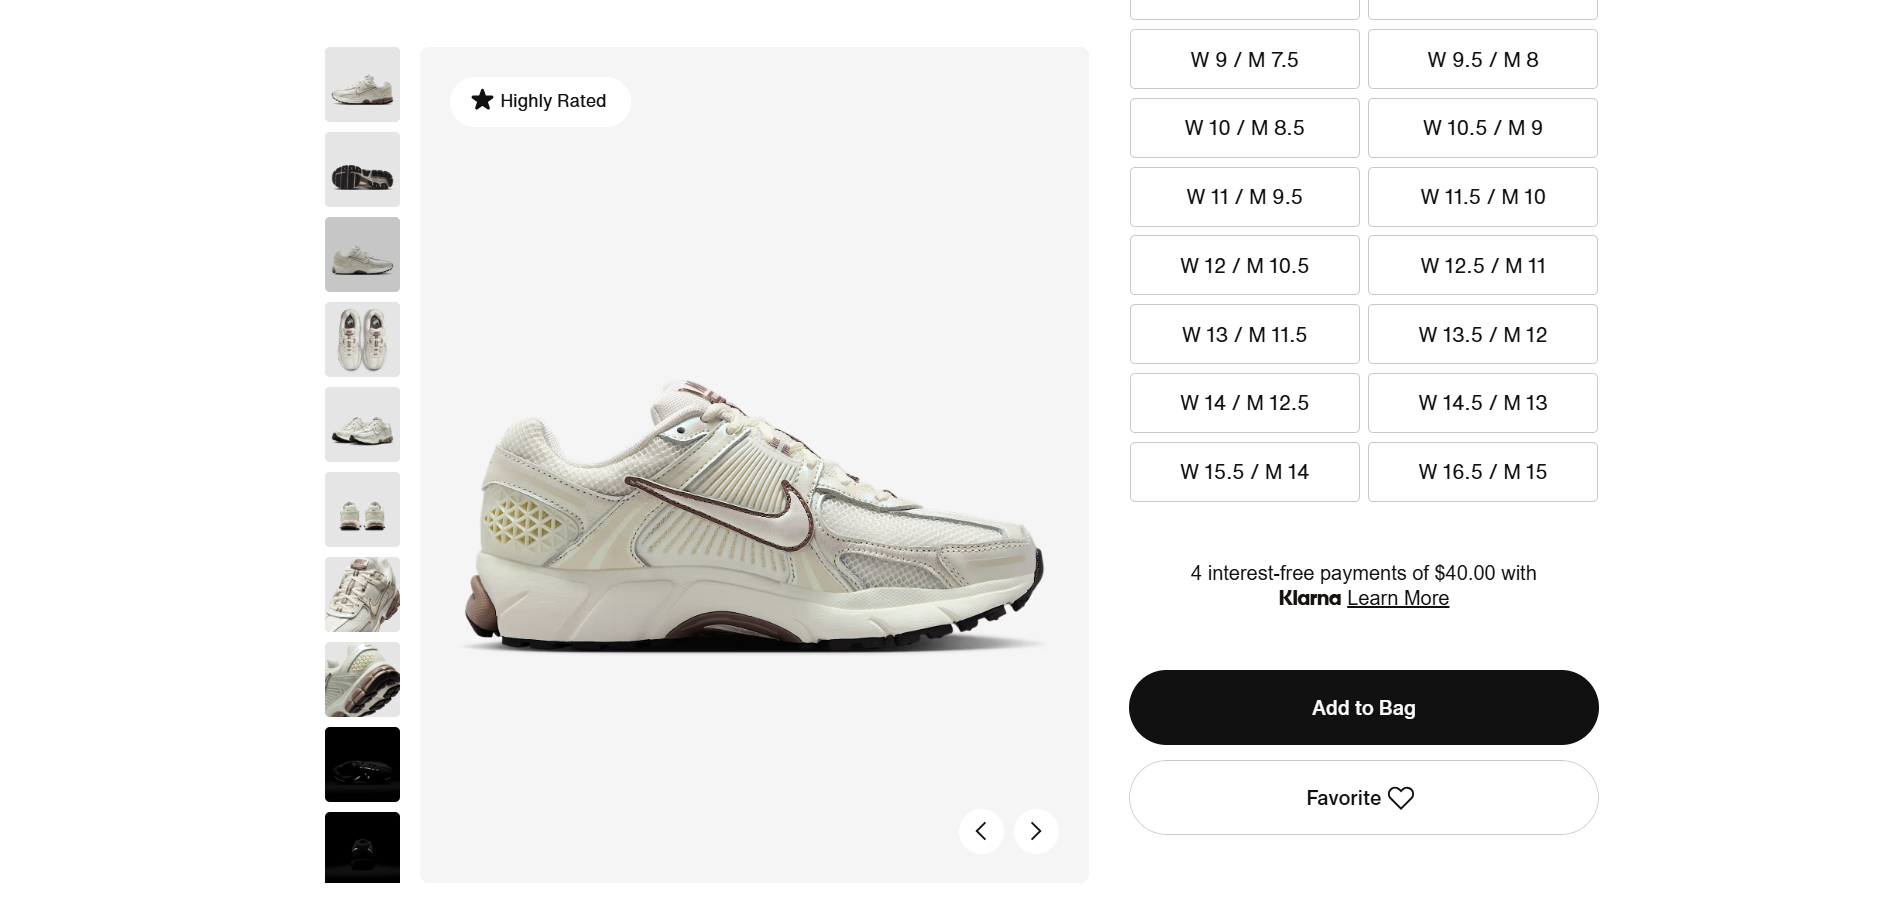 Highly Rated
W 9 / M 7.5
W 9.5 / M 8
W 10 / M 8.5
W 10.5 / M 9
W 11 / M 9.5
W 11.5 / M 10
W 12 / M 10.5
W 12.5 / M 11
W 13 / M 11.5
W 13.5 / M 12
W 14 / M 12.5
W 14.5 / M 13
W 15.5 / M 14
W 16.5 / M 15
4 interest-free payments of $40.00 with
Klarna Learn More
Add to Bag
Favorite